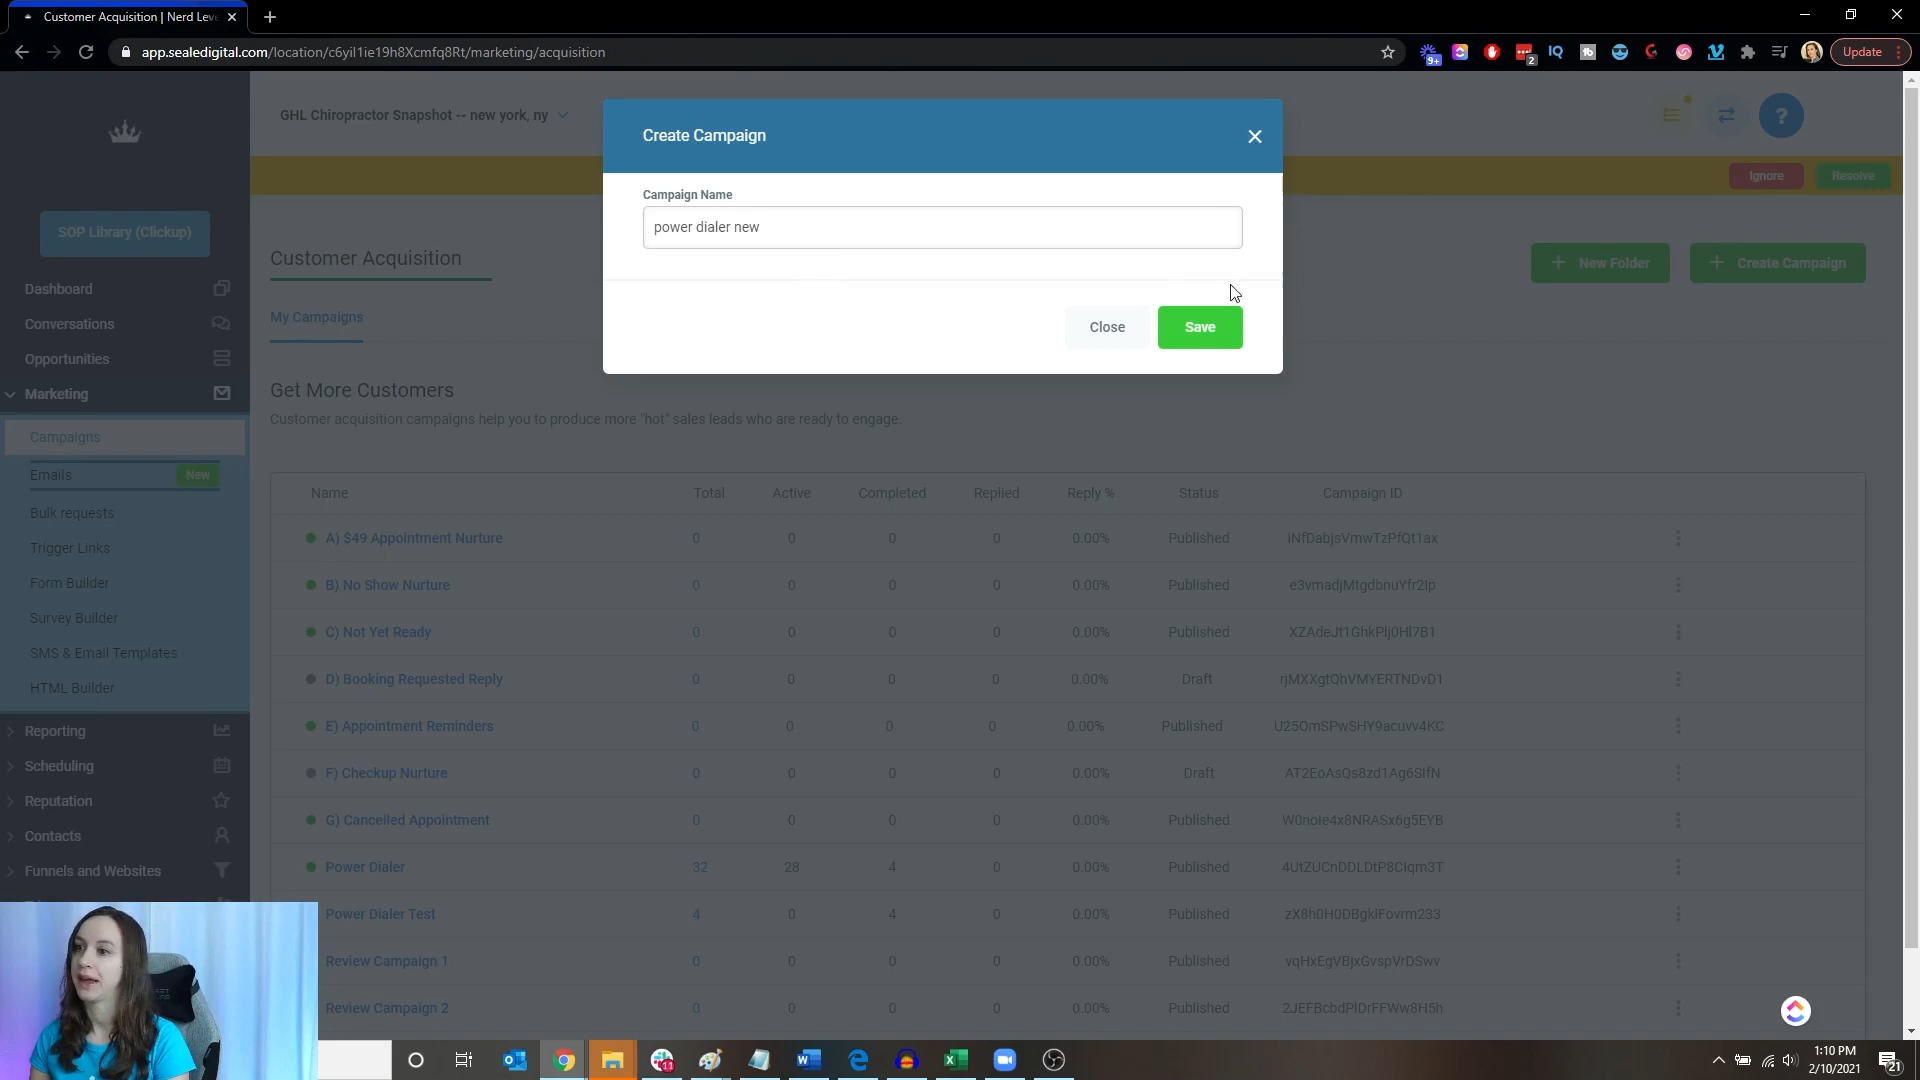 Customer Acquisition | Nerd Leve
app.sealedigital.com/location/c6yil1ie19h8Xcmfq8Rt/marketing/acquisition
9+
2
IQ
tb
Update
GHL Chiropractor Snapshot -- new york, ny
Create Campaign
?
Ignore
Resolve
Campaign Name
power dialer new
SOP Library (Clickup)
Customer Acquisition
+ New Folder
+ Create Campaign
Close
Save
My Campaigns
Dashboard
Conversations
Opportunities
Marketing
Campaigns
Emails
New
Bulk requests
Trigger Links
Form Builder
Survey Builder
SMS & Email Templates
HTML Builder
Reporting
Scheduling
Reputation
Contacts
Funnels and Websites
Get More Customers
Customer acquisition campaigns help you to produce more "hot" sales leads who are ready to engage.
Name Total Active Completed Replied Reply % Status Campaign ID
A) $49 Appointment Nurture 0 0 0 0 0.00% Published iNfDabjsVmwTzPfQt1ax
B) No Show Nurture 0 0 0 0 0.00% Published e3vmadjMtgdbnuYfr2Ip
C) Not Yet Ready 0 0 0 0 0.00% Published XZAdeJt1GhkPlj0Hl7B1
D) Booking Requested Reply 0 0 0 0 0.00% Draft rjMXXgtQhVMYERTNDvD1
E) Appointment Reminders 0 0 0 0 0.00% Published U25OmSPwSHY9acuvv4KC
F) Checkup Nurture 0 0 0 0 0.00% Draft AT2EoAsQs8zd1Ag6SIfN
G) Cancelled Appointment 0 0 0 0 0.00% Published W0noIe4x8NRASx6g5EYB
Power Dialer 32 28 4 0 0.00% Published 4UtZUCnDDLDtP8CIqm3T
Power Dialer Test 4 0 4 0 0.00% Published zX8h0H0DBgkIFovrm233
Review Campaign 1 0 0 0 0 0.00% Published vqHxEgVBjxGvspVrDSwv
Review Campaign 2 0 0 0 0 0.00% Published 2JEFBcbdPlDrFFWw8H5h
11
1:10 PM
2/10/2021
21